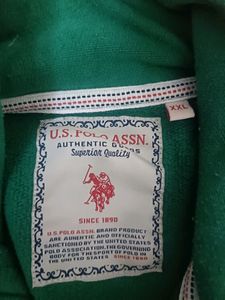 XXL
U.S. POLO ASSN.
AUTHENTIC
Superior Quality
SINCE 1890
U.S. POLO ASSN. BRAND PRODUCT
ARE AUHENTIC AND OFFICIALLY
SANCTIONED BY THE UNITED STATES
POLO ASSOCIATION. THE GOVERNING
BODY FOR THE SPORT OF POLO IN
THE UNITED STATES SINCE 1890